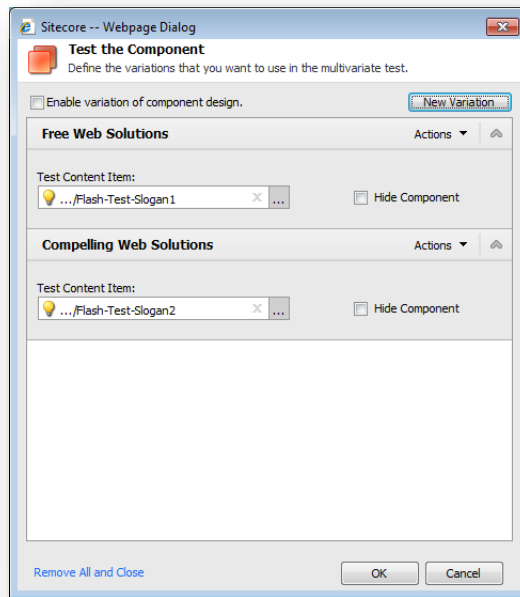 Sitecore -- Webpage Dialog
Test the Component
Define the variations that you want to use in the multivariate test.
Enable variation of component design.
New Variation
Free Web Solutions
Actions
Test Content Item:
.../Flash-Test-Slogan1
...
Hide Component
Compelling Web Solutions
Actions
Test Content Item:
.../Flash-Test-Slogan2
...
Hide Component
Remove All and Close
OK
Cancel